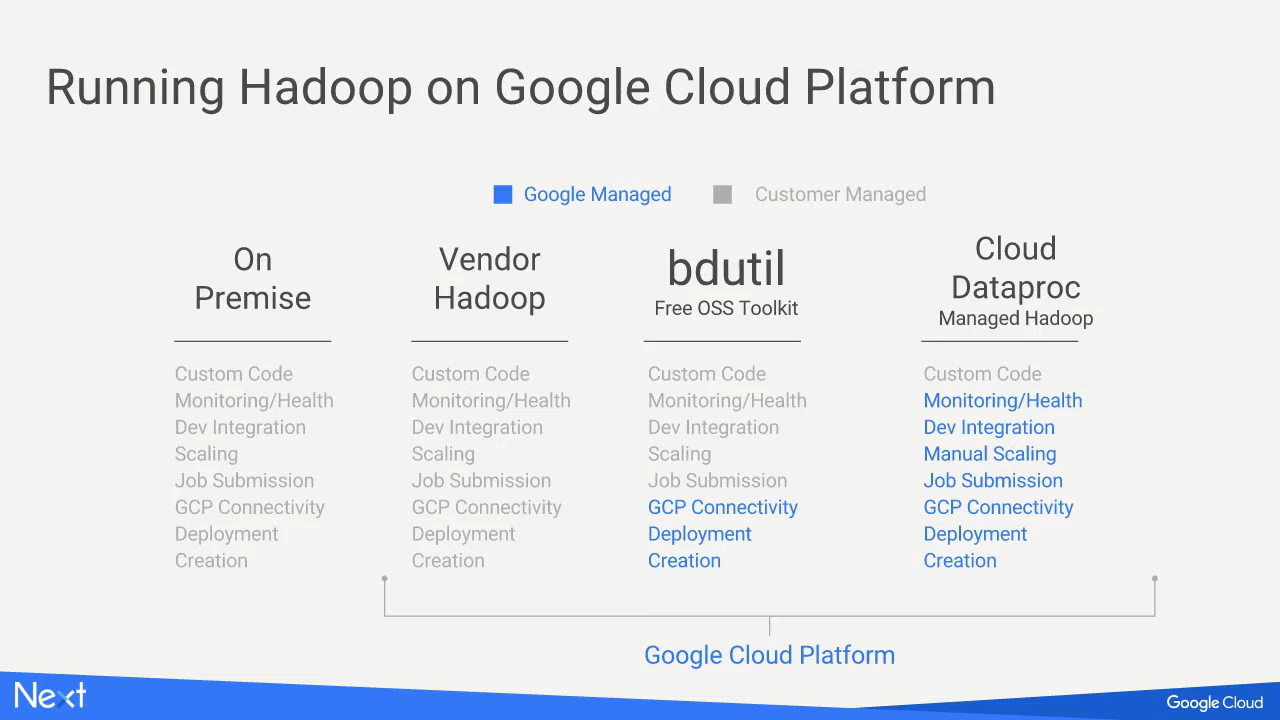 Running Hadoop on Google Cloud Platform
Google Managed
Customer Managed
On
Premise
Custom Code
Monitoring/Health
Dev Integration
Scaling
Job Submission
GCP Connectivity
Deployment
Creation
Vendor
Hadoop
Custom Code
Monitoring/Health
Dev Integration
Scaling
Job Submission
GCP Connectivity
Deployment
Creation
bdutil
Free OSS Toolkit
Custom Code
Monitoring/Health
Dev Integration
Scaling
Job Submission
GCP Connectivity
Deployment
Creation
Cloud
Dataproc
Managed Hadoop
Custom Code
Monitoring/Health
Dev Integration
Manual Scaling
Job Submission
GCP Connectivity
Deployment
Creation
Google Cloud Platform
Next
Google Cloud